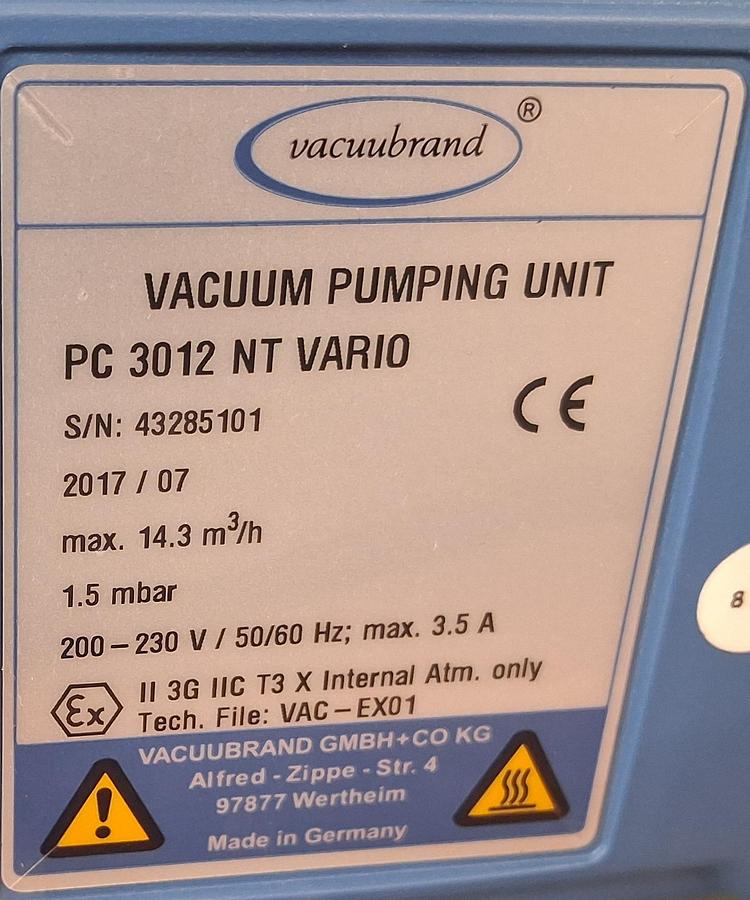 vacuubrand ®
VACUUM PUMPING UNIT
PC 3012 NT VARIO
CE
S/N: 43285101
2017 / 07
max. 14.3 m³/h
1.5 mbar
200 – 230 V / 50/60 Hz; max. 3.5 A
Ex II 3G IIC T3 X Internal Atm. only
Tech. File: VAC – EX01
VACUUBRAND GMBH+CO KG
Alfred - Zippe - Str. 4
97877 Wertheim
Made in Germany
8